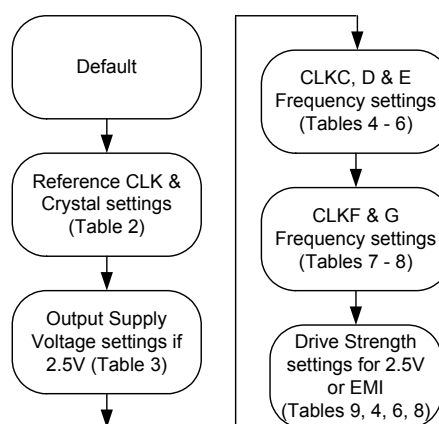 Default
Reference CLK &
Crystal settings
(Table 2)
Output Supply
Voltage settings if
2.5V (Table 3)
CLKC, D & E
Frequency settings
(Tables 4 - 6)
CLKF & G
Frequency settings
(Tables 7 - 8)
Drive Strength
settings for 2.5V
or EMI
(Tables 9, 4, 6, 8)